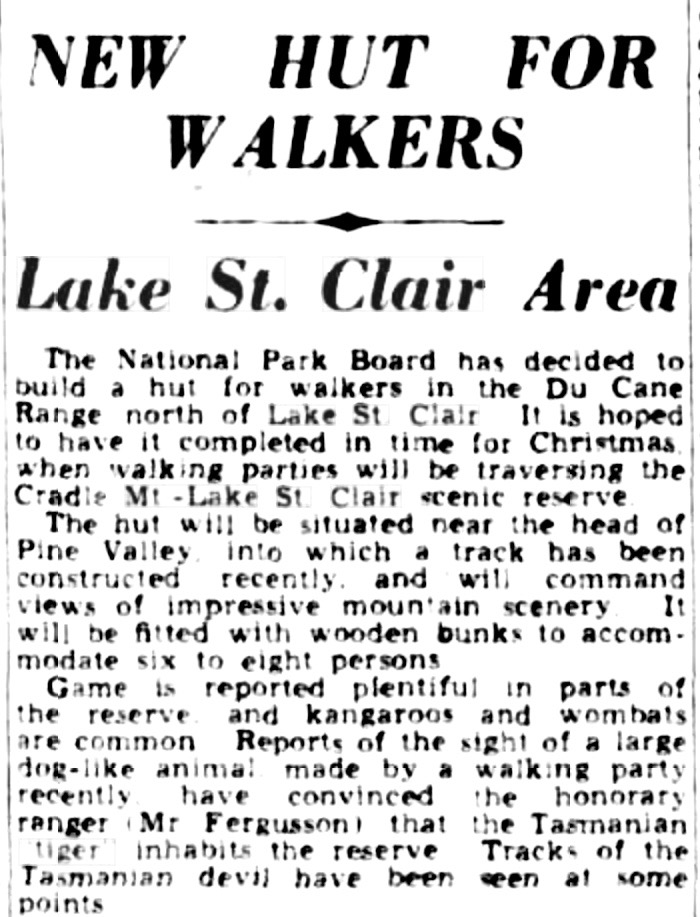 NEW HUT FOR
WALKERS
Lake St. Clair Area
The National Park Board has decided to
build a hut for walkers in the Du Cane
Range north of Lake St Clair It is hoped
to have it completed in time for Christmas,
when walking parties will be traversing the
Cradle Mt -Lake St Clair scenic reserve
The hut will be situated near the head of
Pine Valley, into which a track has been
constructed recently, and will command
views of impressive mountain scenery. It
will be fitted with wooden bunks to accom-
modate six to eight persons
Game is reported plentiful in parts of
the reserve, and kangaroos and wombats
are common Reports of the sight of a large
dog-like animal, made by a walking party
recently, have convinced the honorary
ranger (Mr Fergusson) that the Tasmanian
"tiger" inhabits the reserve Tracks of the
Tasmanian devil have been seen at some
points